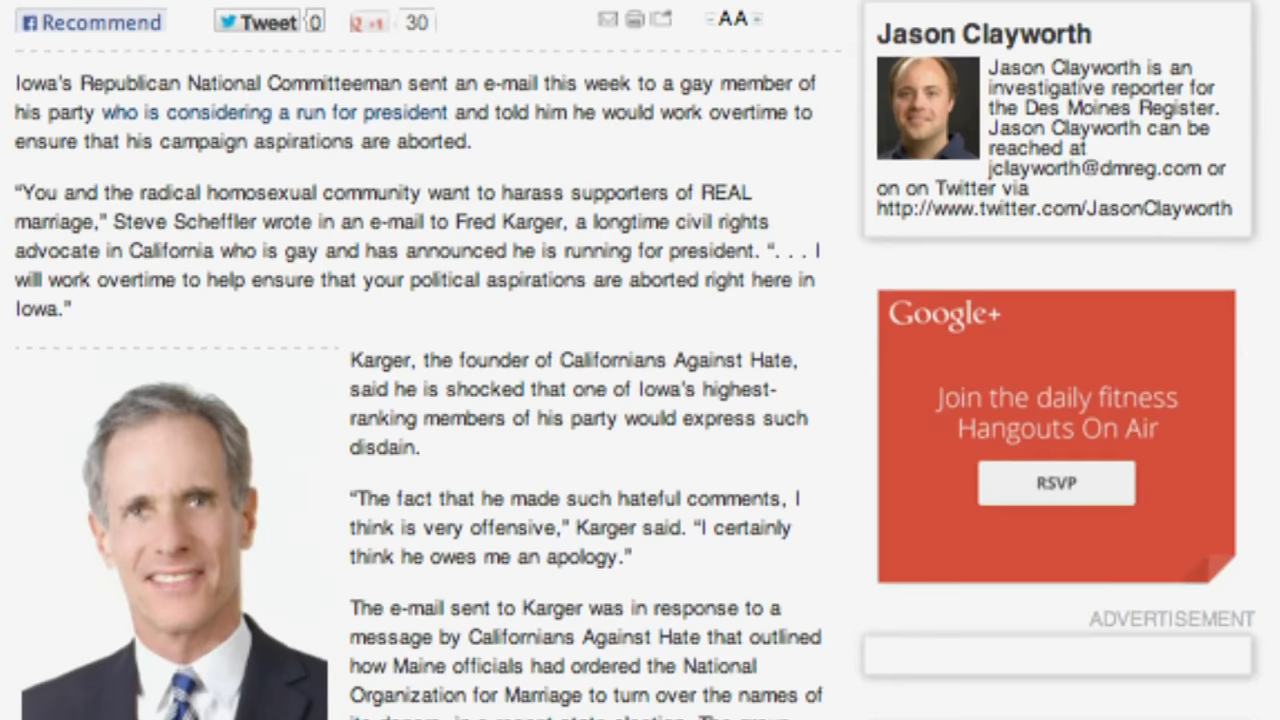 Recommend
Tweet 0
+1 30
AA
Iowa's Republican National Committeeman sent an e-mail this week to a gay member of
his party who is considering a run for president and told him he would work overtime to
ensure that his campaign aspirations are aborted.
“You and the radical homosexual community want to harass supporters of REAL
marriage,” Steve Scheffler wrote in an e-mail to Fred Karger, a longtime civil rights
advocate in California who is gay and has announced he is running for president. “. . . I
will work overtime to help ensure that your political aspirations are aborted right here in
Iowa.”
Karger, the founder of Californians Against Hate,
said he is shocked that one of Iowa's highest-
ranking members of his party would express such
disdain.
“The fact that he made such hateful comments, I
think is very offensive,” Karger said. “I certainly
think he owes me an apology.”
The e-mail sent to Karger was in response to a
message by Californians Against Hate that outlined
how Maine officials had ordered the National
Organization for Marriage to turn over the names of
its donors in a recent state election. The group
Jason Clayworth
Jason Clayworth is an
investigative reporter for
the Des Moines Register.
Jason Clayworth can be
reached at
jclayworth@dmreg.com or
on on Twitter via
http://www.twitter.com/JasonClayworth
Google+
Join the daily fitness
Hangouts On Air
RSVP
ADVERTISEMENT